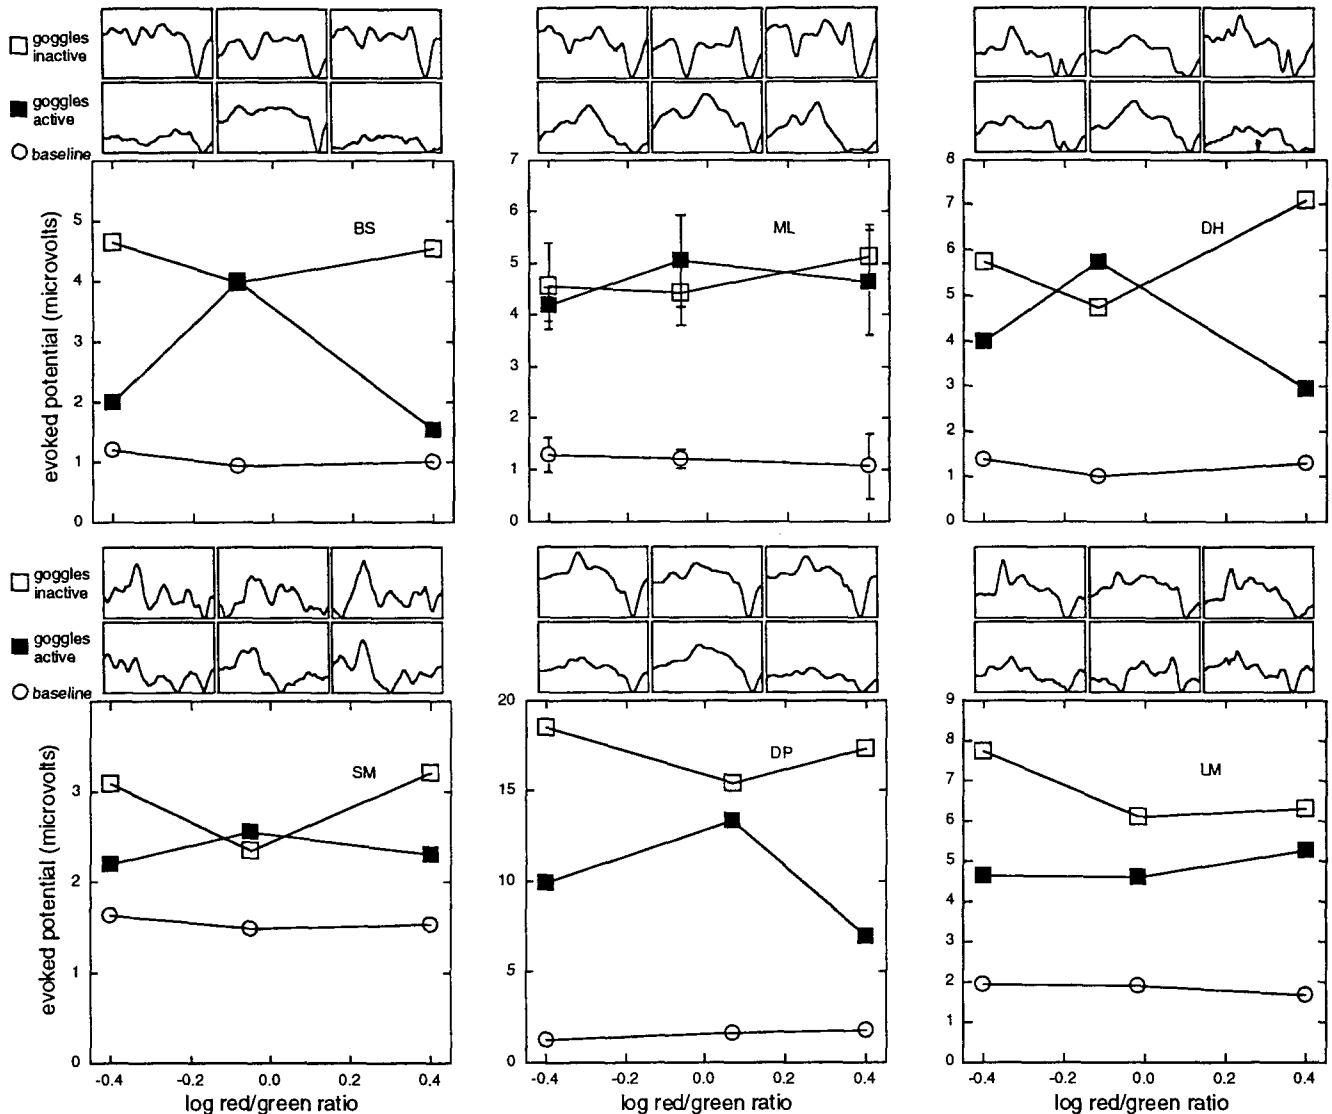 goggles
inactive
goggles
active
baseline
evoked potential (microvolts)
5
4
3
2
1
0
BS
7
6
5
4
3
2
1
0
ML
8
7
6
5
4
3
2
1
0
DH
goggles
inactive
goggles
active
baseline
evoked potential (microvolts)
3
2
1
0
SM
-0.4 -0.2 0.0 0.2 0.4
log red/green ratio
20
15
10
5
0
DP
-0.4 -0.2 0.0 0.2 0.4
log red/green ratio
9
8
7
6
5
4
3
2
1
0
LM
-0.4 -0.2 0.0 0.2 0.4
log red/green ratio